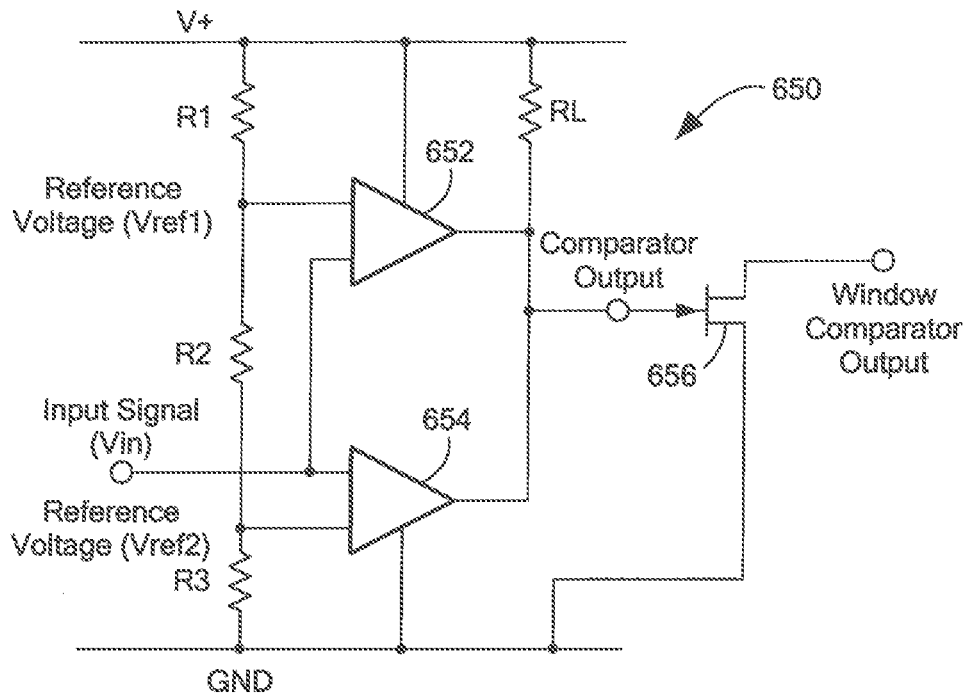 V+
R1
RL
650
652
Reference
Voltage (Vref1)
Comparator
Output
Window
Comparator
Output
R2
656
Input Signal
(Vin)
654
Reference
Voltage (Vref2)
R3
GND